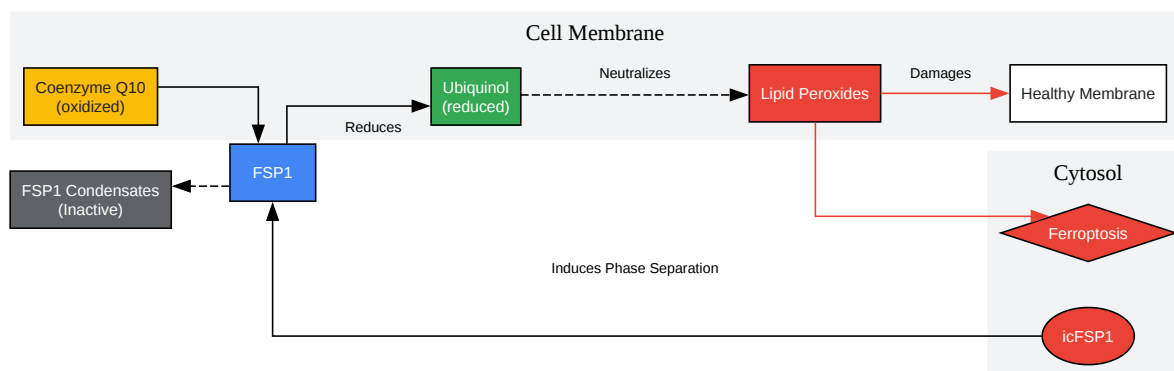 Cell Membrane
Coenzyme Q10
(oxidized)
Reduces
Ubiquinol
(reduced)
Neutralizes
Lipid Peroxides
Damages
Healthy Membrane
FSP1
FSP1 Condensates
(Inactive)
Cytosol
Ferroptosis
Induces Phase Separation
icFSP1